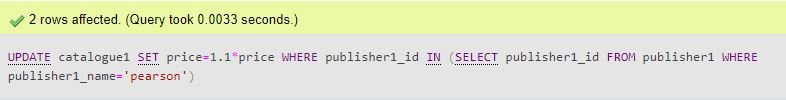 2 rows affected. (Query took 0.0033 seconds.)
UPDATE catalogue1 SET price=1.1*price WHERE publisher1_id IN (SELECT publisher1_id FROM publisher1 WHERE
publisher1_name='pearson')